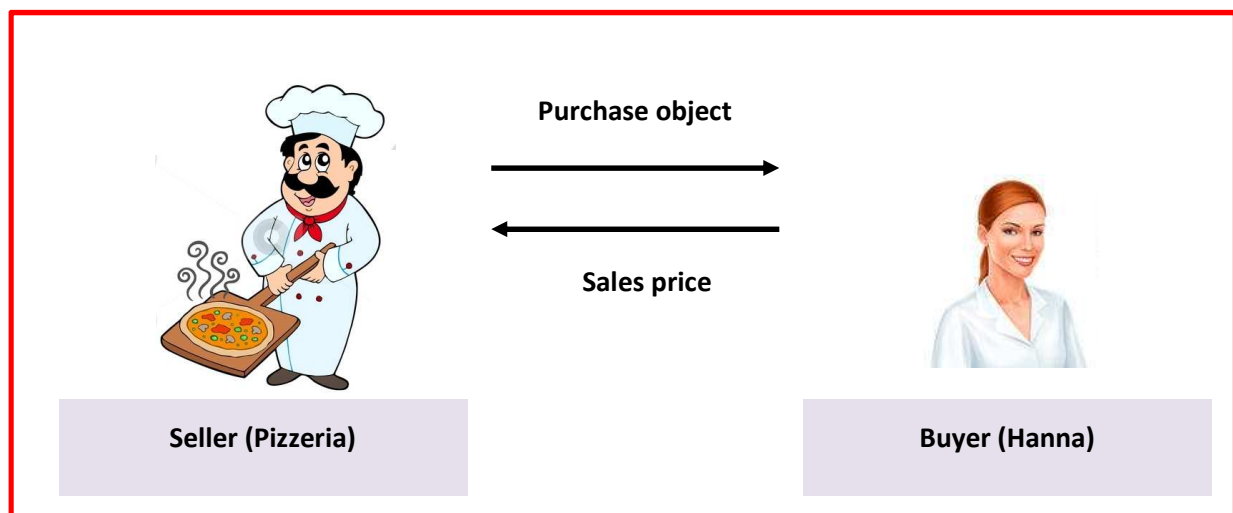 Purchase object
Sales price
Seller (Pizzeria)
Buyer (Hanna)